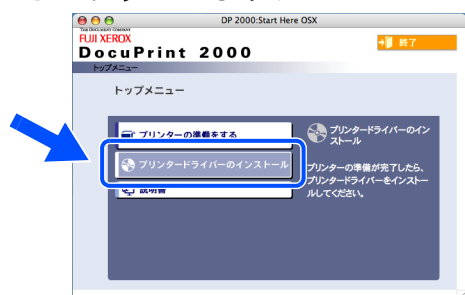 DP 2000:Start Here OSX
THE DOCUMENT COMPANY
FUJI XEROX
DocuPrint 2000
終了
トップメニュー
トップメニュー
プリンターの準備をする
プリンタードライバーのインストール
説明書
プリンタードライバーのイン
ストール
プリンターの準備が完了したら、
プリンタードライバーをインストー
ルしてください。